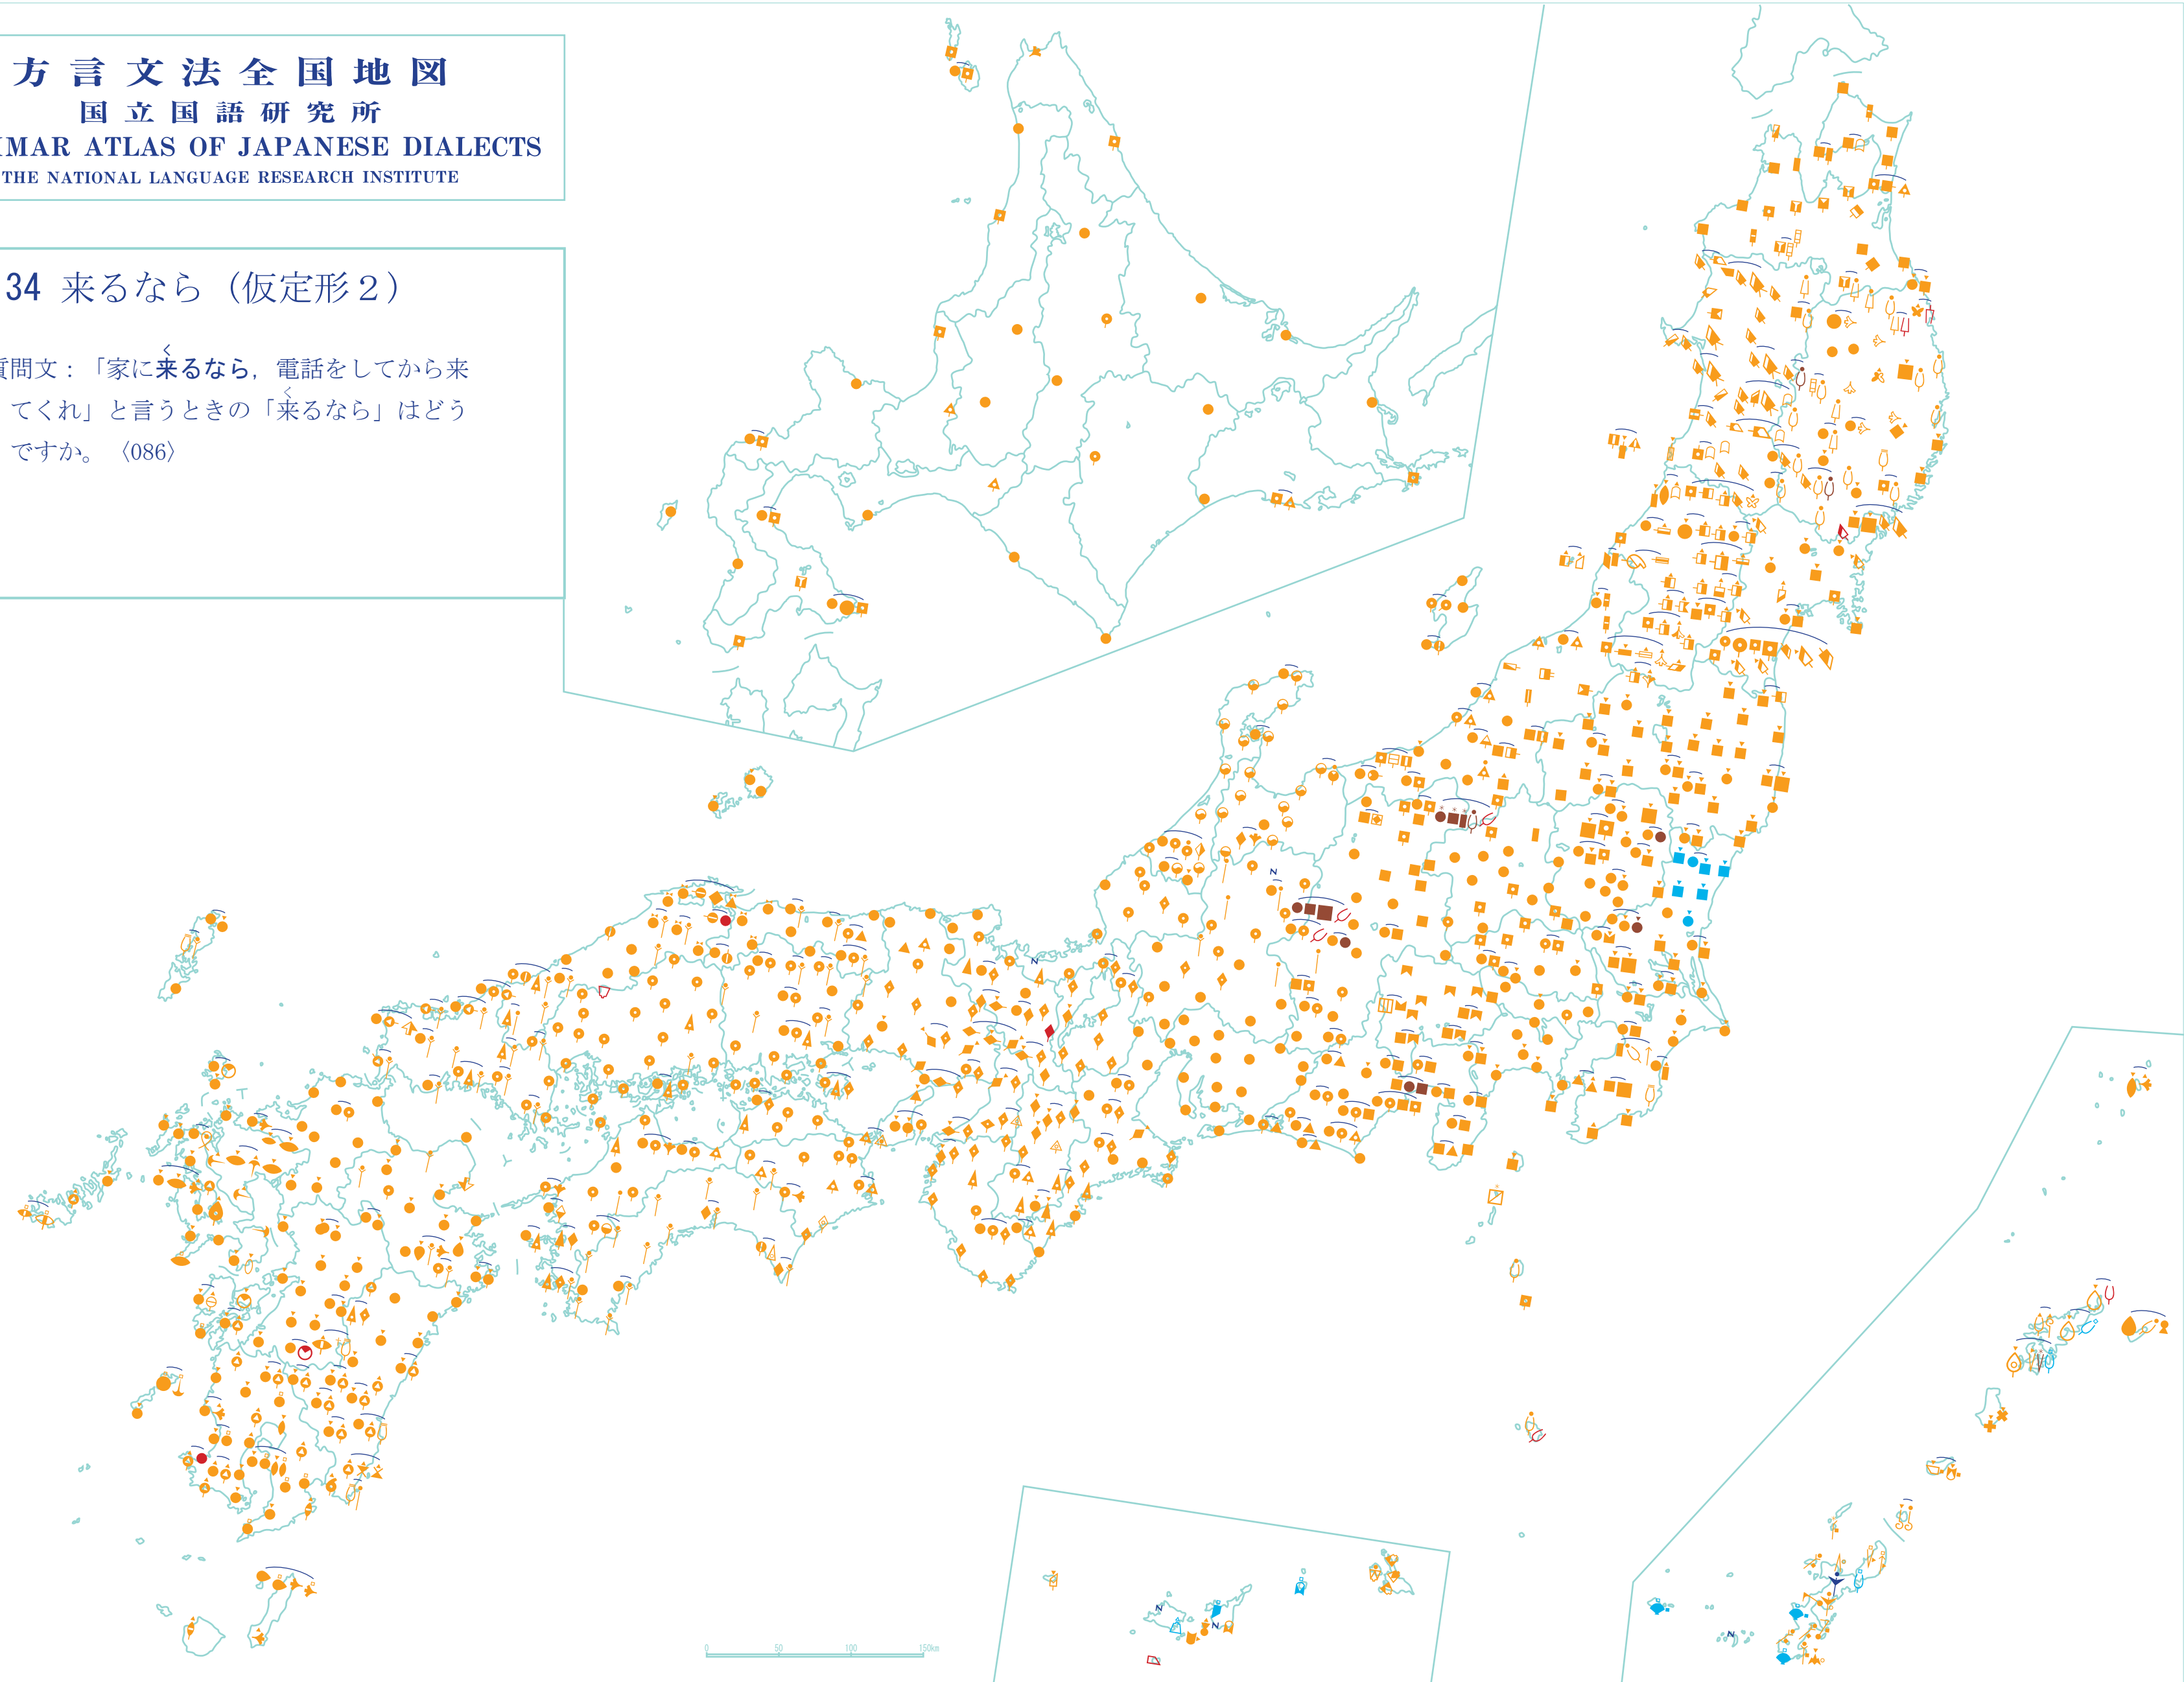 方言文法全国地図
国立国語研究所
MAR ATLAS OF JAPANESE DIALECTS
THE NATIONAL LANGUAGE RESEARCH INSTITUTE
34 来るなら（仮定形２）
く
質問文：「家に来るなら，電話をしてから来
く
てくれ」と言うときの「来るなら」はどう
ですか。〈086〉
N
N
N
N
N
0 50 100 150km